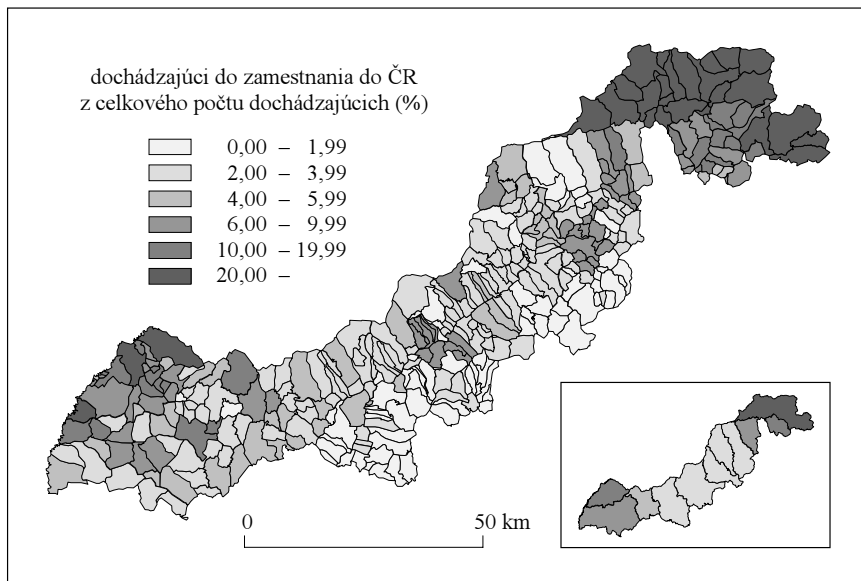 dochádzajúci do zamestnania do ČR
z celkového počtu dochádzajúcich (%)
0,00 – 1,99
2,00 – 3,99
4,00 – 5,99
6,00 – 9,99
10,00 – 19,99
20,00 –
0 50 km